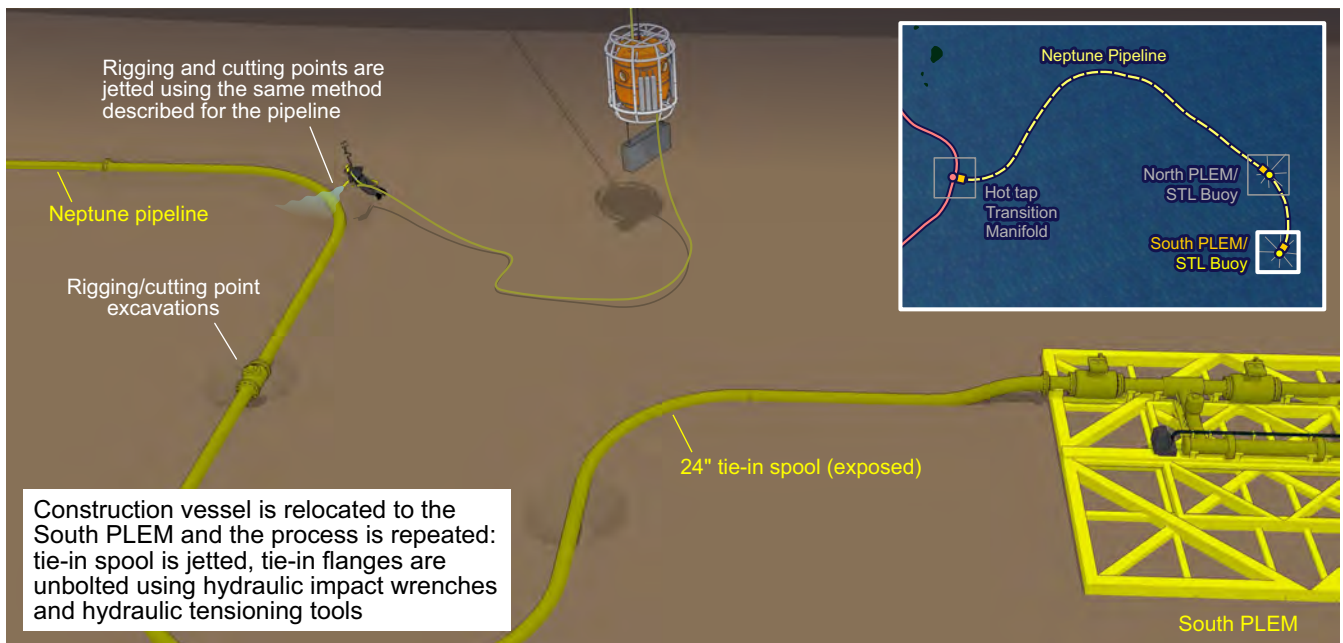 Rigging and cutting points are
jetted using the same method
described for the pipeline
Neptune pipeline
Rigging/cutting point
excavations
Neptune Pipeline
Hot tap
Transition
Manifold
North PLEM/
STL Buoy
South PLEM/
STL Buoy
24" tie-in spool (exposed)
Construction vessel is relocated to the
South PLEM and the process is repeated:
tie-in spool is jetted, tie-in flanges are
unbolted using hydraulic impact wrenches
and hydraulic tensioning tools
South PLEM